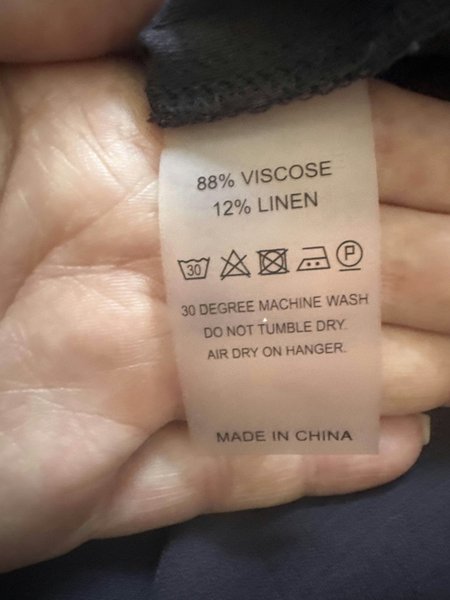 88% VISCOSE
12% LINEN
30 P
30 DEGREE MACHINE WASH
DO NOT TUMBLE DRY.
AIR DRY ON HANGER.
MADE IN CHINA